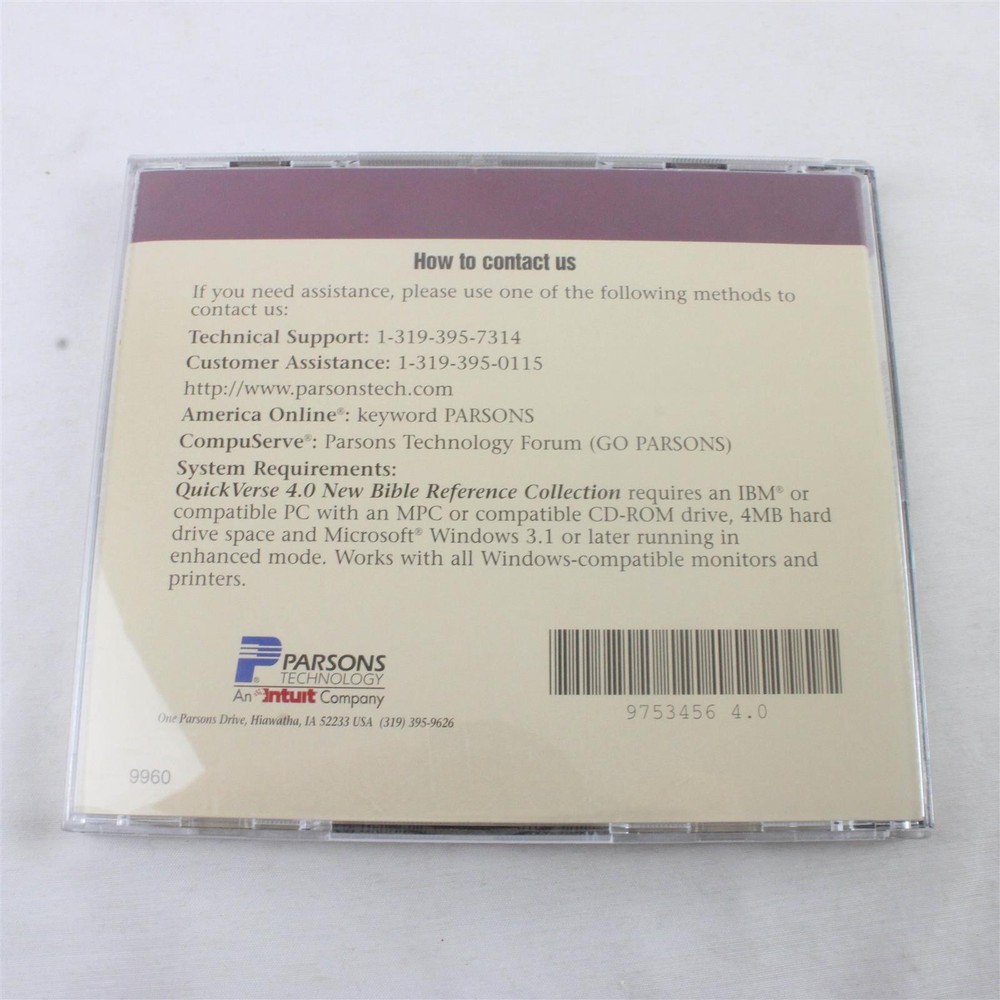 How to contact us
If you need assistance, please use one of the following methods to
contact us:
Technical Support: 1-319-395-7314
Customer Assistance: 1-319-395-0115
http://www.parsonstech.com
America Online®: keyword PARSONS
CompuServe®: Parsons Technology Forum (GO PARSONS)
System Requirements:
QuickVerse 4.0 New Bible Reference Collection requires an IBM® or
compatible PC with an MPC or compatible CD-ROM drive, 4MB hard
drive space and Microsoft® Windows 3.1 or later running in
enhanced mode. Works with all Windows-compatible monitors and
printers.
P® PARSONS
TECHNOLOGY
An Intuit Company
One Parsons Drive, Hiawatha, IA 52233 USA (319) 395-9626
9753456 4.0
9960